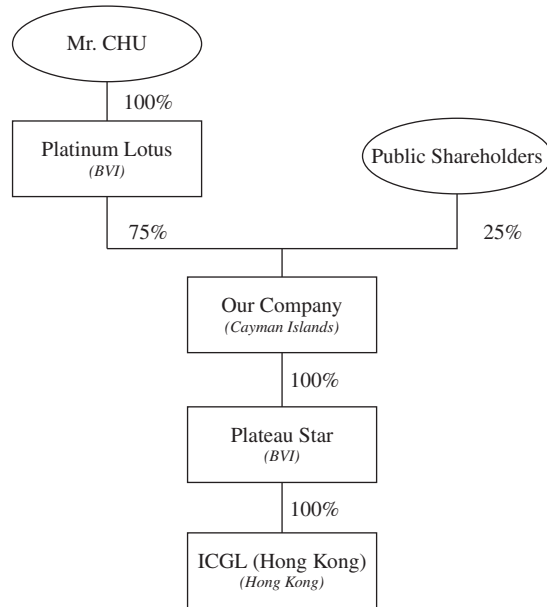 Mr. CHU
100%
Platinum Lotus
(BVI)
Public Shareholders
75%
25%
Our Company
(Cayman Islands)
100%
Plateau Star
(BVI)
100%
ICGL (Hong Kong)
(Hong Kong)